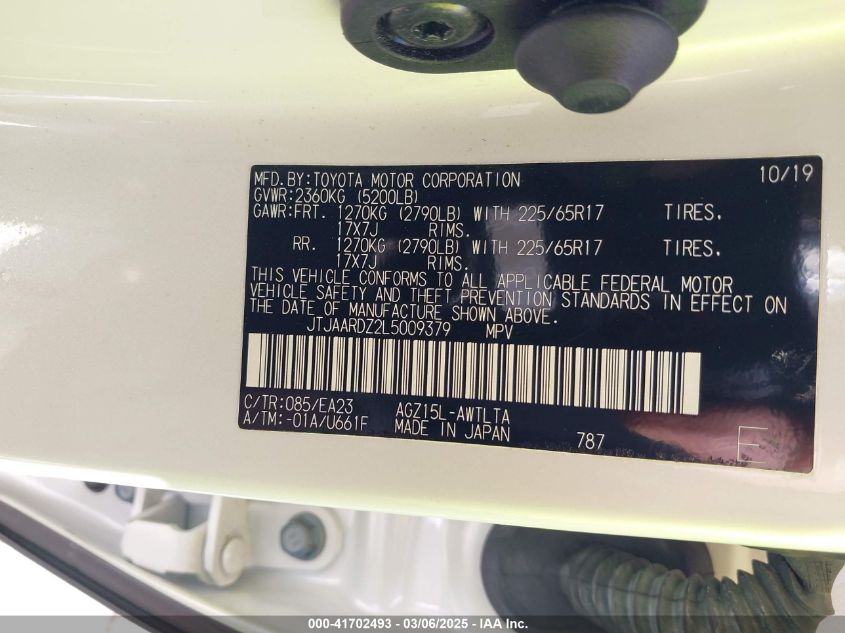 MFD.BY:TOYOTA MOTOR CORPORATION 10/19
GVWR:2360KG (5200LB)
GAWR:FRT. 1270KG (2790LB) WITH 225/65R17 TIRES.
17X7J RIMS.
RR. 1270KG (2790LB) WITH 225/65R17 TIRES.
17X7J RIMS.
THIS VEHICLE CONFORMS TO ALL APPLICABLE FEDERAL MOTOR
VEHICLE SAFETY AND THEFT PREVENTION STANDARDS IN EFFECT ON
THE DATE OF MANUFACTURE SHOWN ABOVE.
JTJAARDZ2L5009379 MPV
C/TR:085/EA23 AGZ15L-AWTLTA
A/TM:-01A/U661F MADE IN JAPAN 787
E
000-41702493 - 03/06/2025 - IAA Inc.